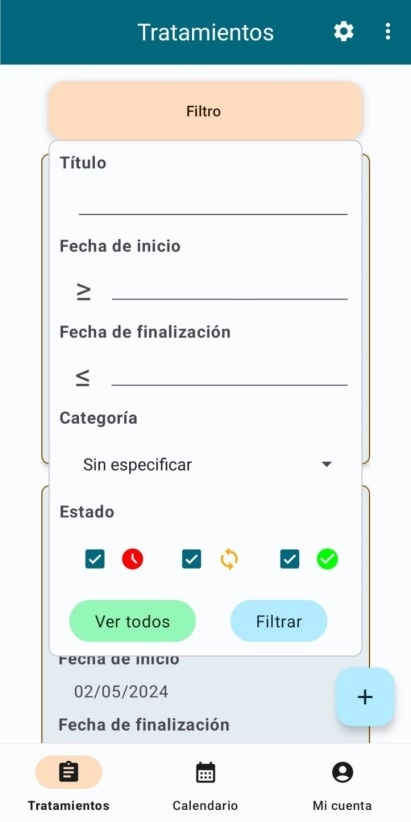 Tratamientos
Filtro
Título
Fecha de inicio
≥
Fecha de finalización
≤
Categoría
Sin especificar
Estado
Ver todos
Filtrar
Fecha de inicio
02/05/2024
+
Fecha de finalización
Tratamientos
Calendario
Mi cuenta